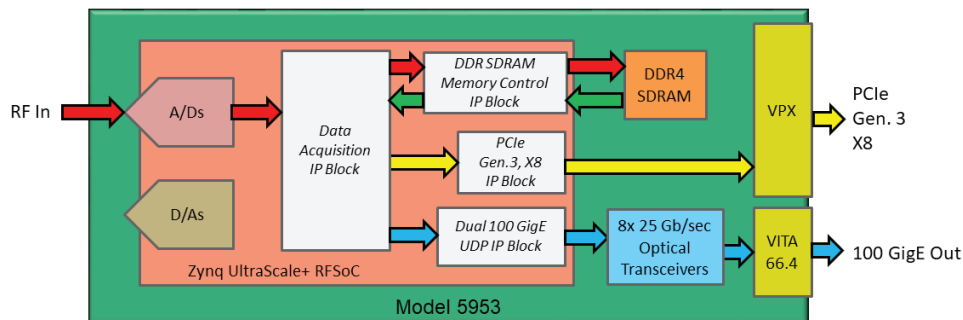 RF In
A/Ds
D/As
Data
Acquisition
IP Block
DDR SDRAM
Memory Control
IP Block
DDR4
SDRAM
PCIe
Gen.3, X8
IP Block
Dual 100 GigE
UDP IP Block
8x 25 Gb/sec
Optical
Transceivers
VPX
VITA
66.4
PCIe
Gen. 3
X8
100 GigE Out
Zynq UltraScale+ RFSoC
Model 5953